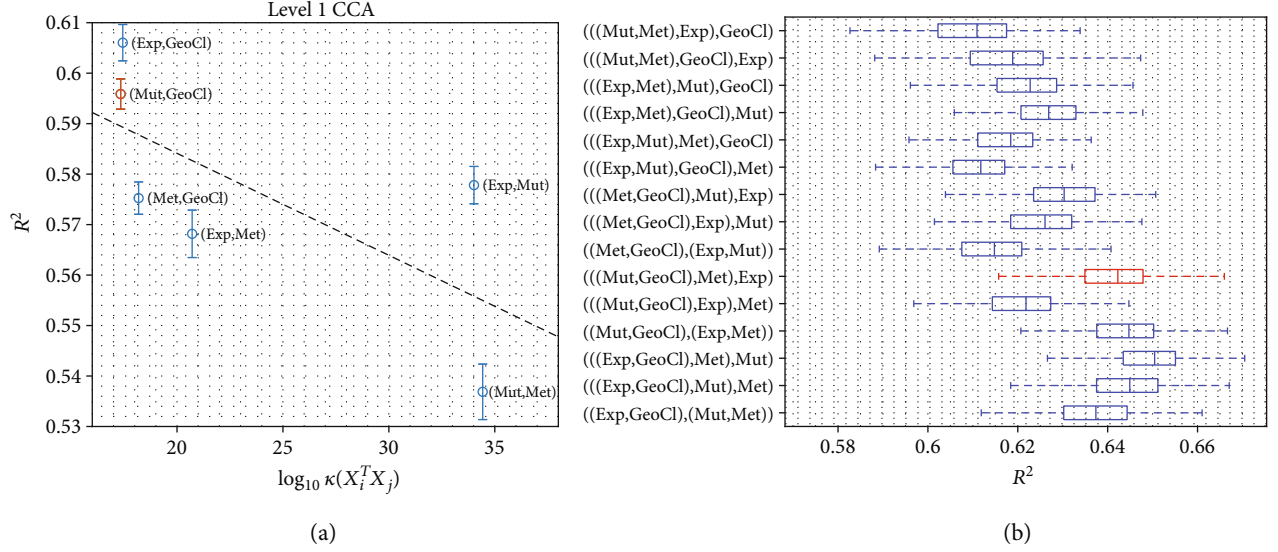 Level 1 CCA
0.61
0.6
0.59
0.58
0.57
0.56
0.55
0.54
0.53
R²
(Exp,GeoCl)
(Mut,GeoCl)
(Met,GeoCl)
(Exp,Met)
(Exp,Mut)
(Mut,Met)
20 25 30 35
log₁₀ κ(XᵢᵀXⱼ)
(a)
(((Mut,Met),Exp),GeoCl)
(((Mut,Met),GeoCl),Exp)
(((Exp,Met),Mut),GeoCl)
(((Exp,Met),GeoCl),Mut)
(((Exp,Mut),Met),GeoCl)
(((Exp,Mut),GeoCl),Met)
(((Met,GeoCl),Mut),Exp)
(((Met,GeoCl),Exp),Mut)
((Met,GeoCl),(Exp,Mut))
(((Mut,GeoCl),Met),Exp)
(((Mut,GeoCl),Exp),Met)
((Mut,GeoCl),(Exp,Met))
(((Exp,GeoCl),Met),Mut)
(((Exp,GeoCl),Mut),Met)
((Exp,GeoCl),(Mut,Met))
0.58 0.6 0.62 0.64 0.66
R²
(b)